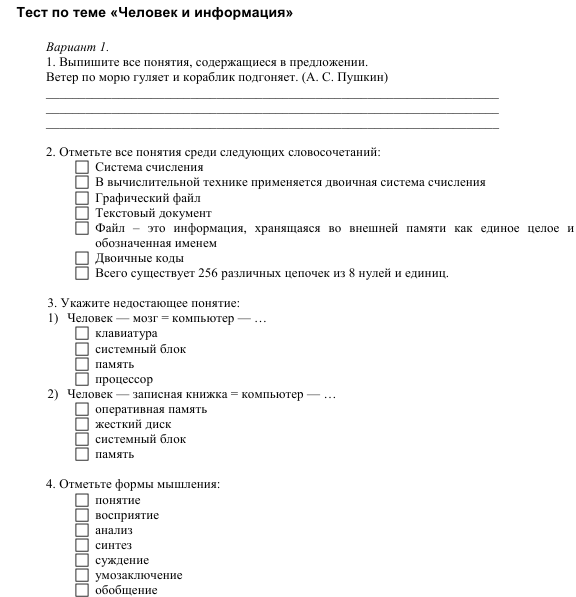 Тест по теме «Человек и информация»
Вариант 1.
1. Выпишите все понятия, содержащиеся в предложении.
Ветер по морю гуляет и кораблик подгоняет. (А. С. Пушкин)
2. Отметьте все понятия среди следующих словосочетаний:
Система счисления
В вычислительной технике применяется двоичная система счисления
Графический файл
Текстовый документ
Файл – это информация, хранящаяся во внешней памяти как единое целое и
обозначенная именем
Двоичные коды
Всего существует 256 различных цепочек из 8 нулей и единиц.
3. Укажите недостающее понятие:
1) Человек — мозг = компьютер — …
клавиатура
системный блок
память
процессор
2) Человек — записная книжка = компьютер — …
оперативная память
жесткий диск
системный блок
память
4. Отметьте формы мышления:
понятие
восприятие
анализ
синтез
суждение
умозаключение
обобщение